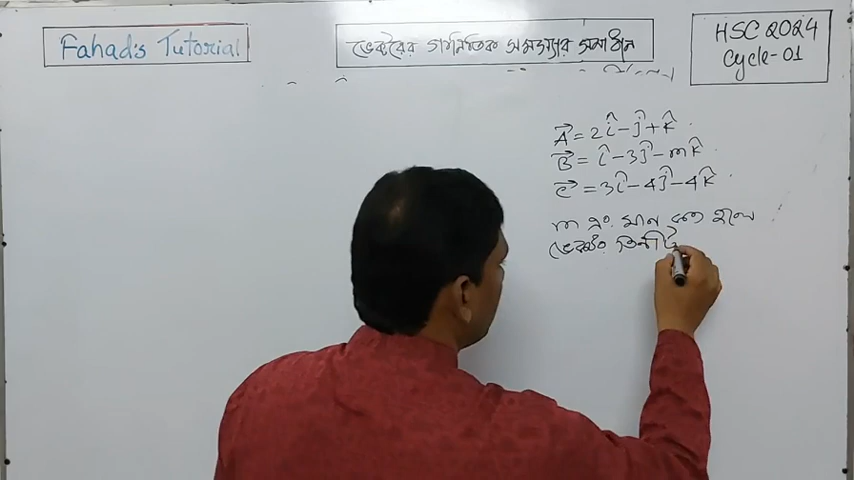 Fahad's Tutorial
ভেক্টরের গাণিতিক সমস্যার সমাধান
HSC 2024
Cycle-01
A⃗ = 2î - ĵ + k̂
B⃗ = î - 3ĵ - mk̂
C⃗ = 3î - 4ĵ - 4k̂
m এর মান কত হলে
ভেক্টর তিনটি